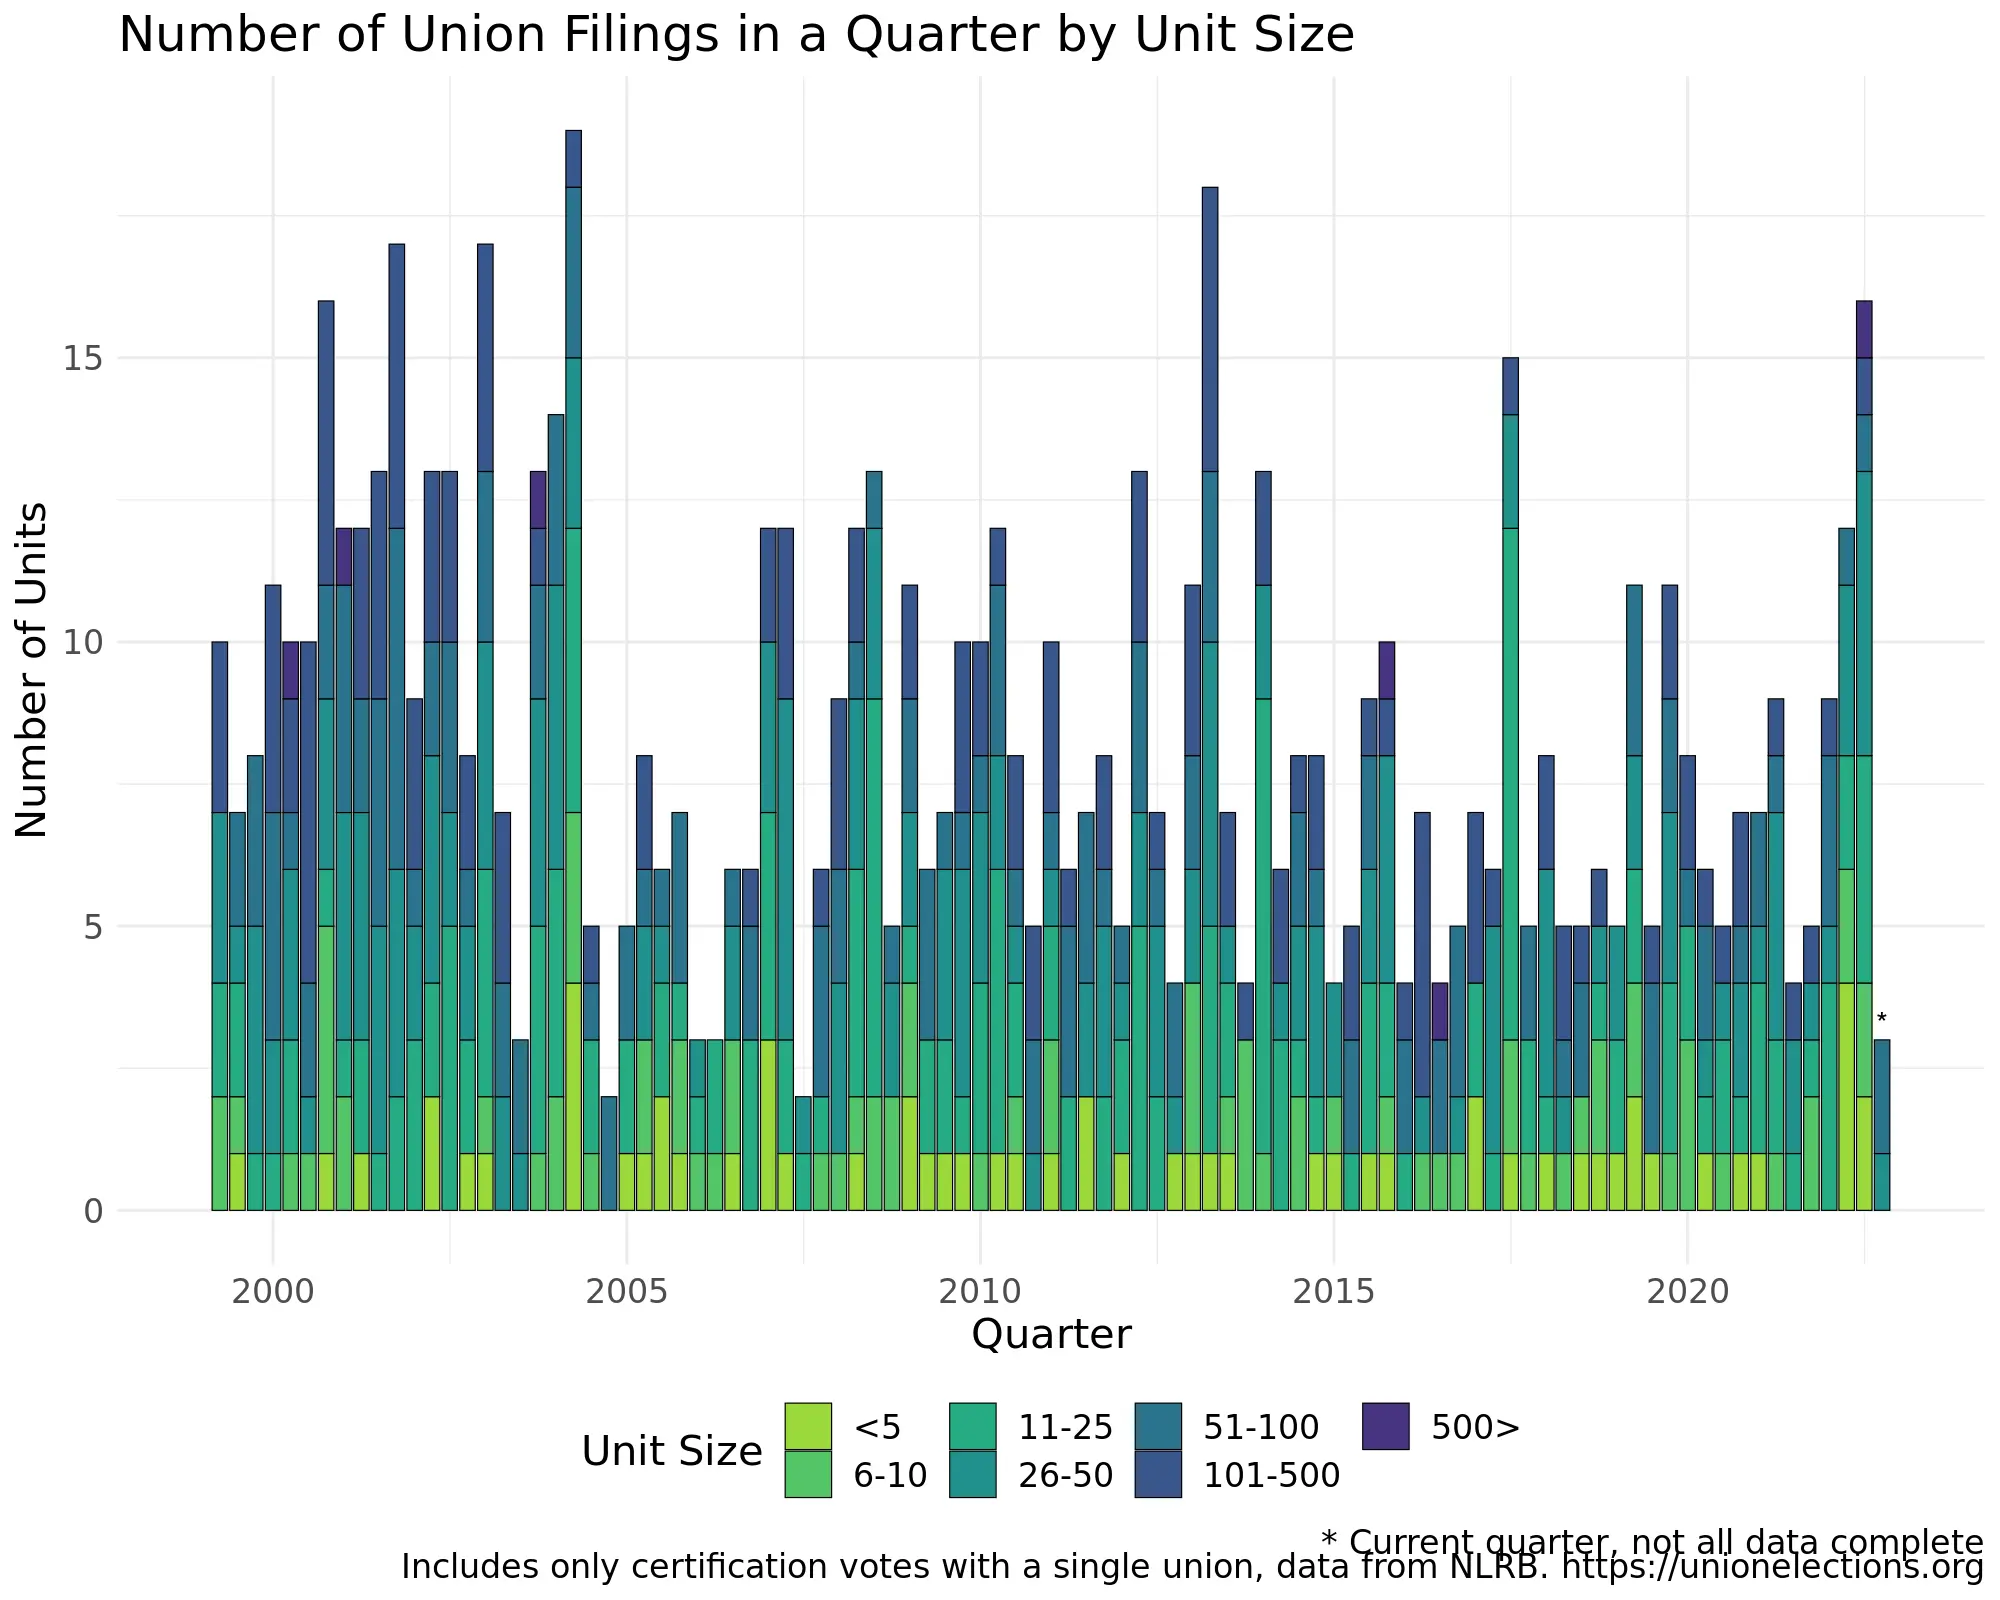 Number of Union Filings in a Quarter by Unit Size
Number of Units
15
10
5
0
*
2000 2005 2010 2015 2020
Quarter
Unit Size
<5 11-25 51-100 500>
6-10 26-50 101-500
* Current quarter, not all data complete
Includes only certification votes with a single union, data from NLRB. https://unionelections.org